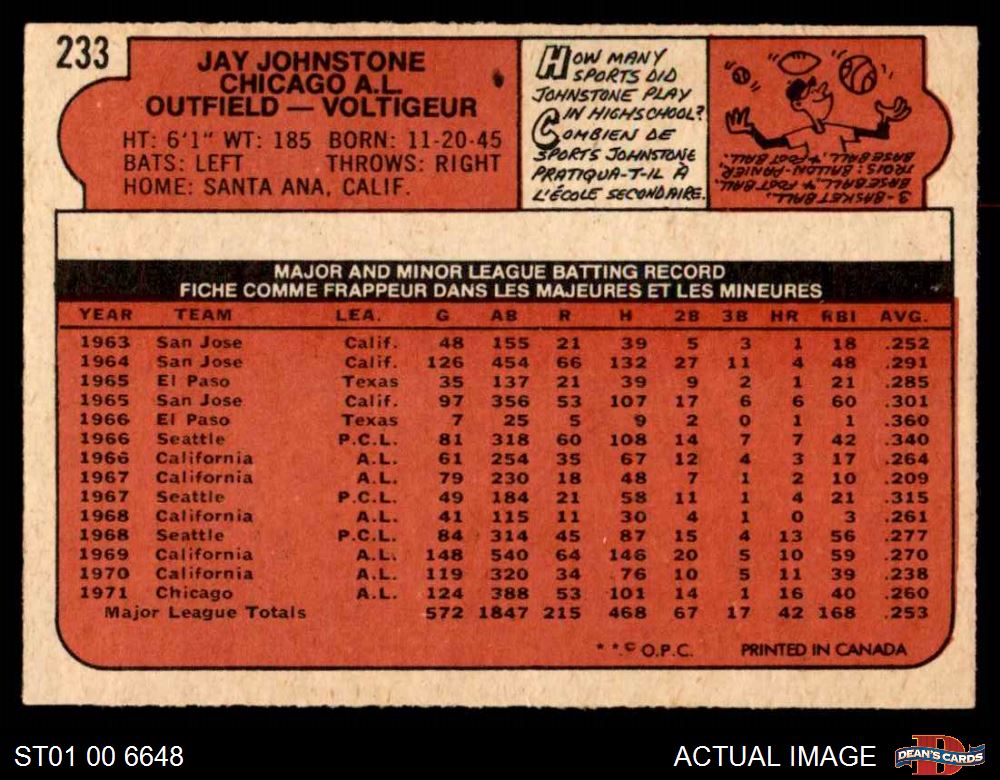 233
JAY JOHNSTONE
CHICAGO A.L.
OUTFIELD — VOLTIGEUR
HT: 6'1" WT: 185 BORN: 11-20-45
BATS: LEFT THROWS: RIGHT
HOME: SANTA ANA, CALIF.
HOW MANY
SPORTS DID
JOHNSTONE PLAY
IN HIGHSCHOOL?
COMBIEN DE
SPORTS JOHNSTONE
PRATIQUA-T-IL À
L'ÉCOLE SECONDAIRE.
3-BASKETBALL,
BASEBALL, & FOOTBALL.
TROIS: BALLON-PANIER,
BASEBALL, & FOOTBALL.
MAJOR AND MINOR LEAGUE BATTING RECORD
FICHE COMME FRAPPEUR DANS LES MAJEURES ET LES MINEURES
YEAR TEAM LEA. G AB R H 2B 3B HR RBI AVG.
1963 San Jose Calif. 48 155 21 39 5 3 1 18 .252
1964 San Jose Calif. 126 454 66 132 27 11 4 48 .291
1965 El Paso Texas 35 137 21 39 9 2 1 21 .285
1965 San Jose Calif. 97 356 53 107 17 6 6 60 .301
1966 El Paso Texas 7 25 5 9 2 0 1 1 .360
1966 Seattle P.C.L. 81 318 60 108 14 7 7 42 .340
1966 California A.L. 61 254 35 67 12 4 3 17 .264
1967 California A.L. 79 230 18 48 7 1 2 10 .209
1967 Seattle P.C.L. 49 184 21 58 11 1 4 21 .315
1968 California A.L. 41 115 11 30 4 1 0 3 .261
1968 Seattle P.C.L. 84 314 45 87 15 4 13 56 .277
1969 California A.L. 148 540 64 146 20 5 10 59 .270
1970 California A.L. 119 320 34 76 10 5 11 39 .238
1971 Chicago A.L. 124 388 53 101 14 1 16 40 .260
Major League Totals 572 1847 215 468 67 17 42 168 .253
* * © O.P.C. PRINTED IN CANADA
ST01 00 6648
ACTUAL IMAGE
D
DEAN'S CARDS